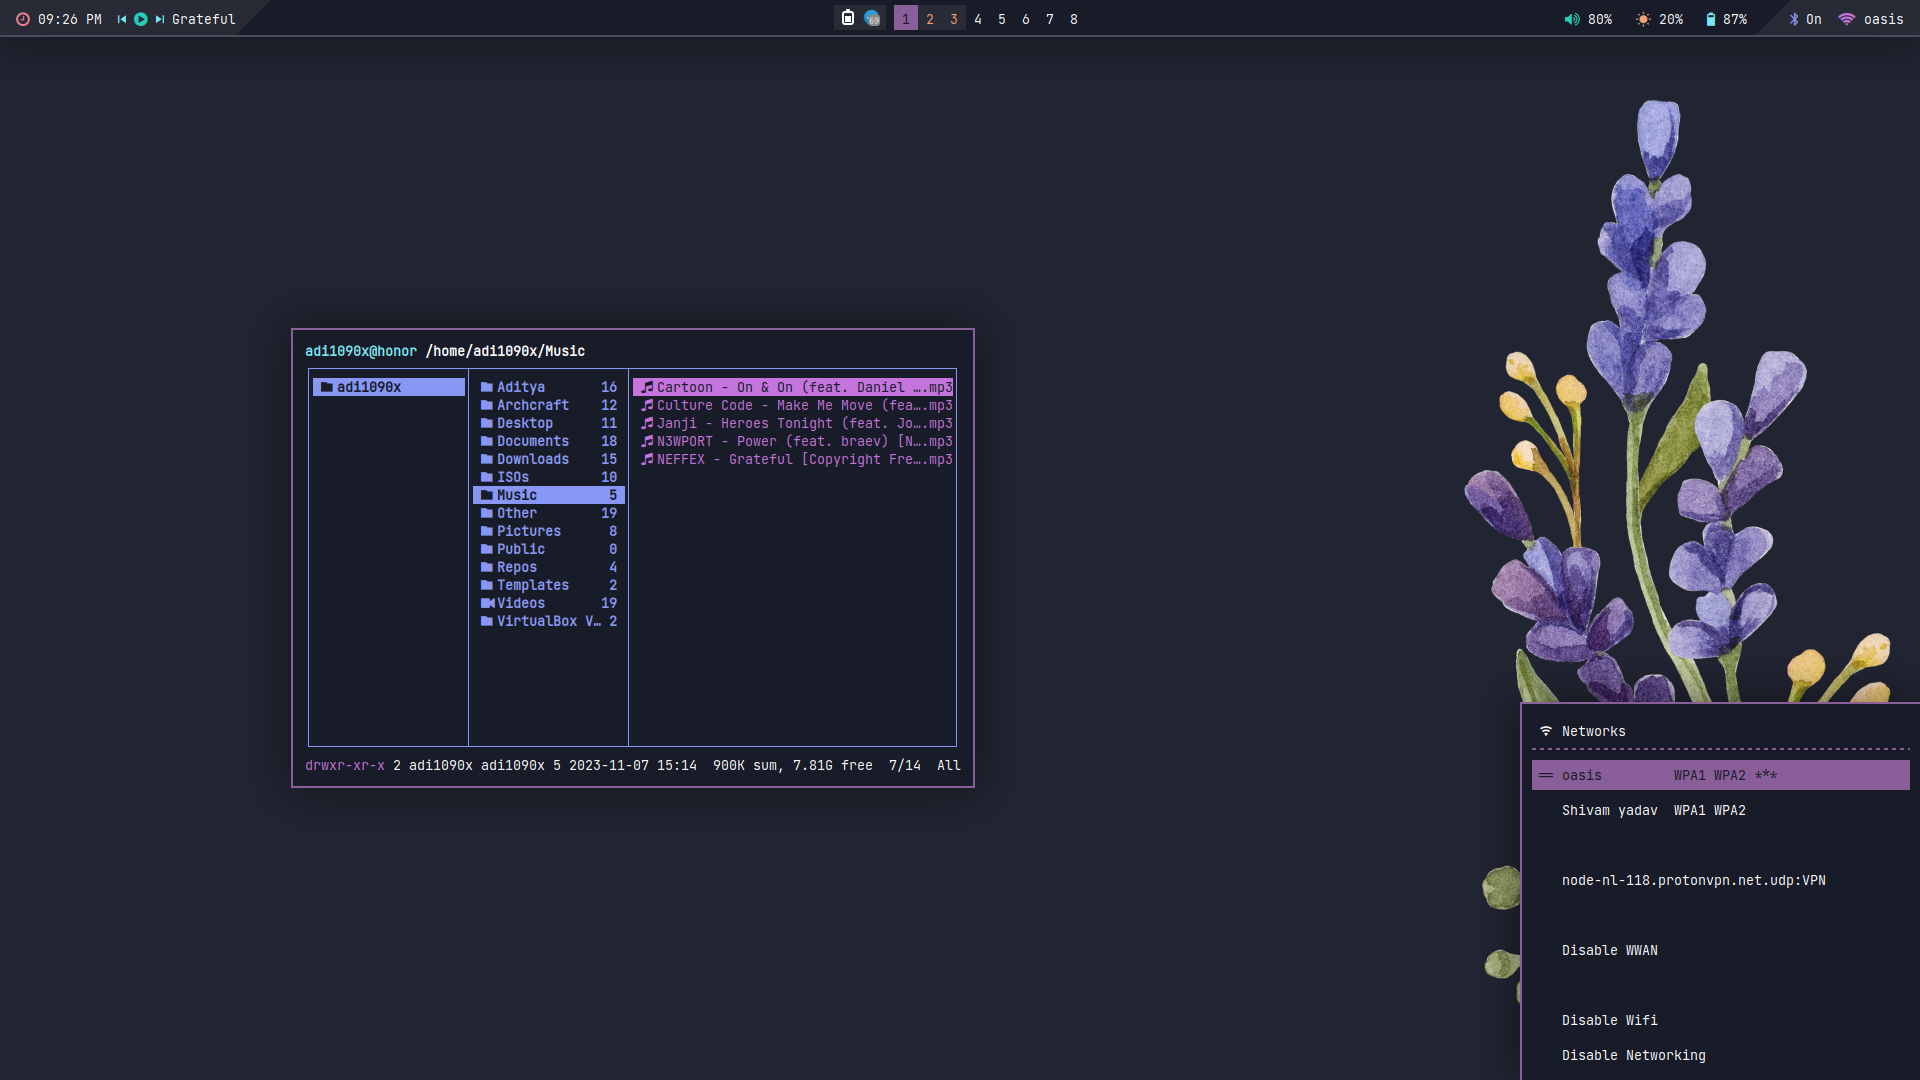 09:26 PM Grateful 69 1 2 3 4 5 6 7 8 80% 20% 87% On oasis
adi1090x@honor /home/adi1090x/Music
adi1090x
Aditya 16
Archcraft 12
Desktop 11
Documents 18
Downloads 15
ISOs 10
Music 5
Other 19
Pictures 8
Public 0
Repos 4
Templates 2
Videos 19
VirtualBox V… 2
Cartoon - On & On (feat. Daniel ….mp3
Culture Code - Make Me Move (fea….mp3
Janji - Heroes Tonight (feat. Jo….mp3
N3WPORT - Power (feat. braev) [N….mp3
NEFFEX - Grateful [Copyright Fre….mp3
drwxr-xr-x 2 adi1090x adi1090x 5 2023-11-07 15:14 900K sum, 7.81G free 7/14 All
Networks
== oasis WPA1 WPA2 ***
Shivam yadav WPA1 WPA2
node-nl-118.protonvpn.net.udp:VPN
Disable WWAN
Disable Wifi
Disable Networking